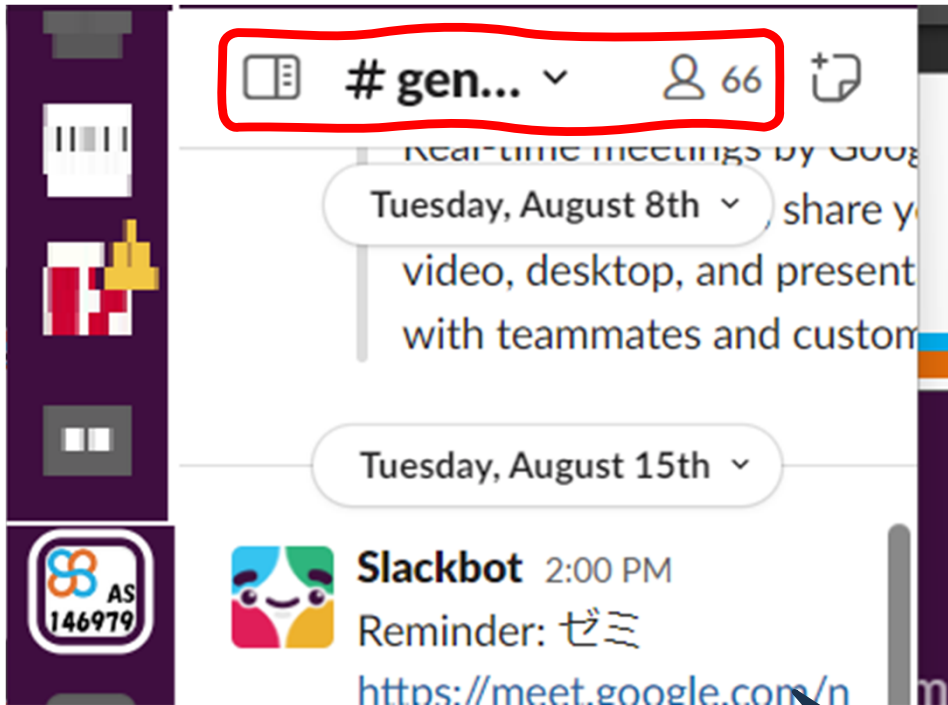 # gen... 66
Real-time meetings by Goog
Tuesday, August 8th
share y
video, desktop, and present
with teammates and custom
Tuesday, August 15th
AS
146979
Slackbot 2:00 PM
Reminder: ゼミ
https://meet.google.com/n